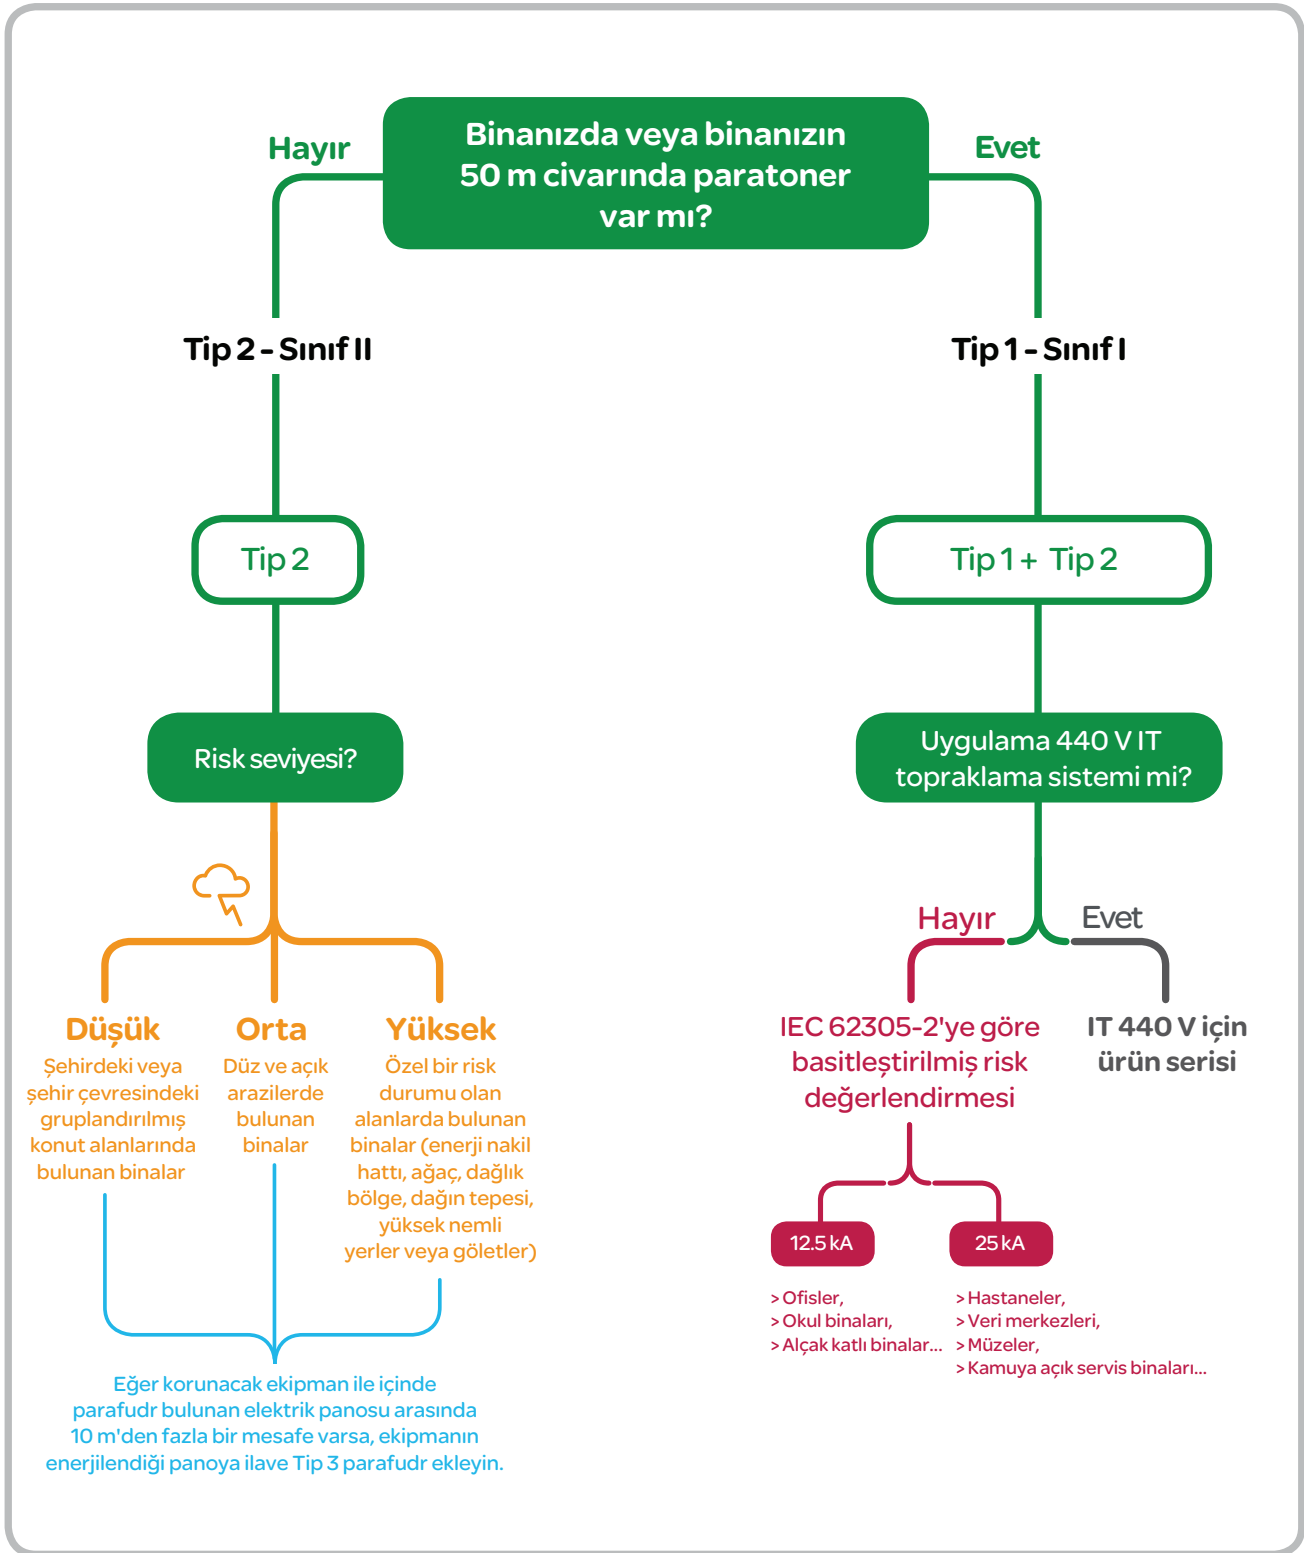 Binanızda veya binanızın
50 m civarında paratoner
var mı?
Hayır
Evet
Tip 2 - Sınıf II
Tip 1 - Sınıf I
Tip 2
Tip 1 + Tip 2
Risk seviyesi?
Uygulama 440 V IT
topraklama sistemi mi?
Hayır
Evet
Düşük
Şehirdeki veya
şehir çevresindeki
gruplandırılmış
konut alanlarında
bulunan binalar
Orta
Düz ve açık
arazilerde
bulunan
binalar
Yüksek
Özel bir risk
durumu olan
alanlarda bulunan
binalar (enerji nakil
hattı, ağaç, dağlık
bölge, dağın tepesi,
yüksek nemli
yerler veya göletler)
IEC 62305-2'ye göre
basitleştirilmiş risk
değerlendirmesi
IT 440 V için
ürün serisi
12.5 kA
> Ofisler,
> Okul binaları,
> Alçak katlı binalar...
25 kA
> Hastaneler,
> Veri merkezleri,
> Müzeler,
> Kamuya açık servis binaları...
Eğer korunacak ekipman ile içinde
parafudr bulunan elektrik panosu arasında
10 m'den fazla bir mesafe varsa, ekipmanın
enerjilendiği panoya ilave Tip 3 parafudr ekleyin.